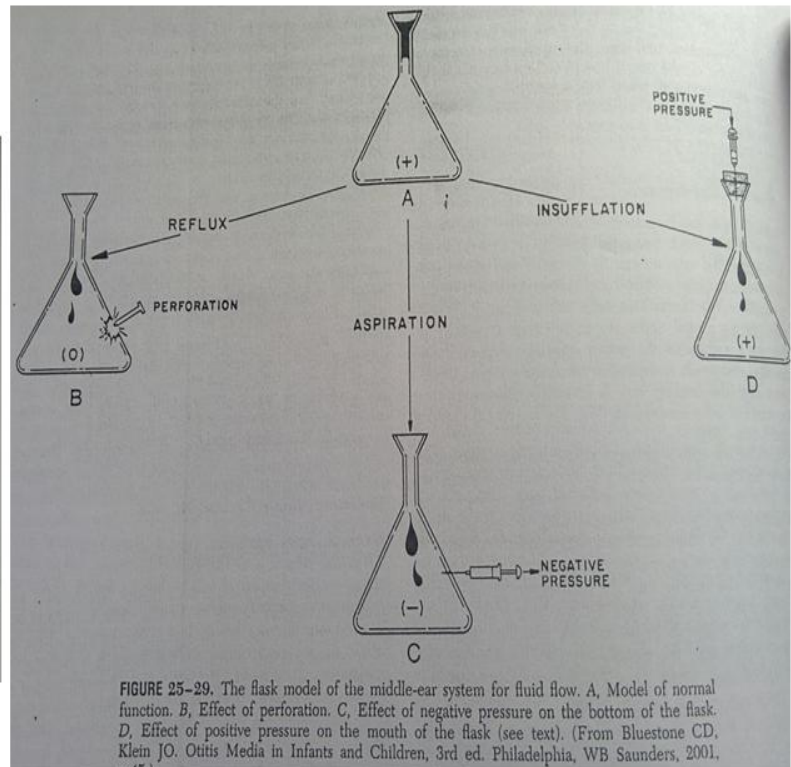 POSITIVE
PRESSURE
(+)
A
i
INSUFFLATION
REFLUX
PERFORATION
ASPIRATION
(0)
B
(+)
D
NEGATIVE
PRESSURE
(-)
C
FIGURE 25-29. The flask model of the middle-ear system for fluid flow. A, Model of normal
function. B, Effect of perforation. C, Effect of negative pressure on the bottom of the flask.
D, Effect of positive pressure on the mouth of the flask (see text). (From Bluestone CD,
Klein JO. Otitis Media in Infants and Children, 3rd ed. Philadelphia, WB Saunders, 2001,